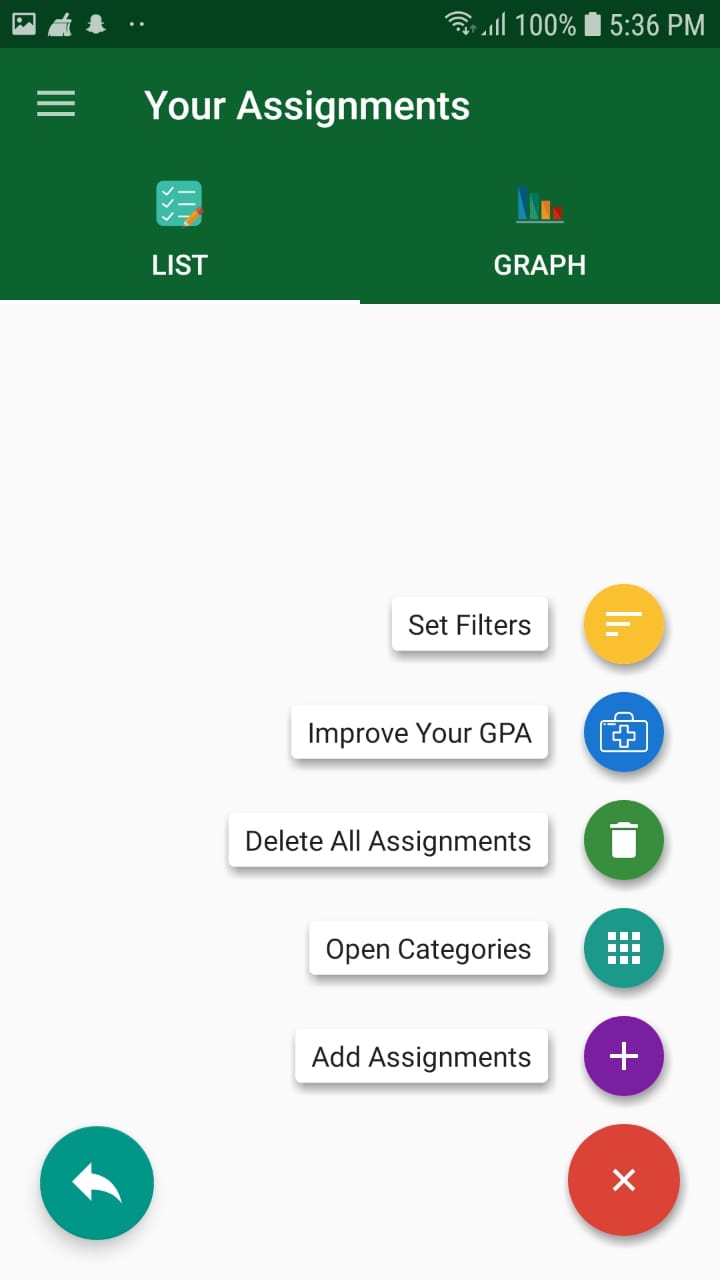 100% 5:36 PM
Your Assignments
LIST
GRAPH
Set Filters
Improve Your GPA
Delete All Assignments
Open Categories
Add Assignments